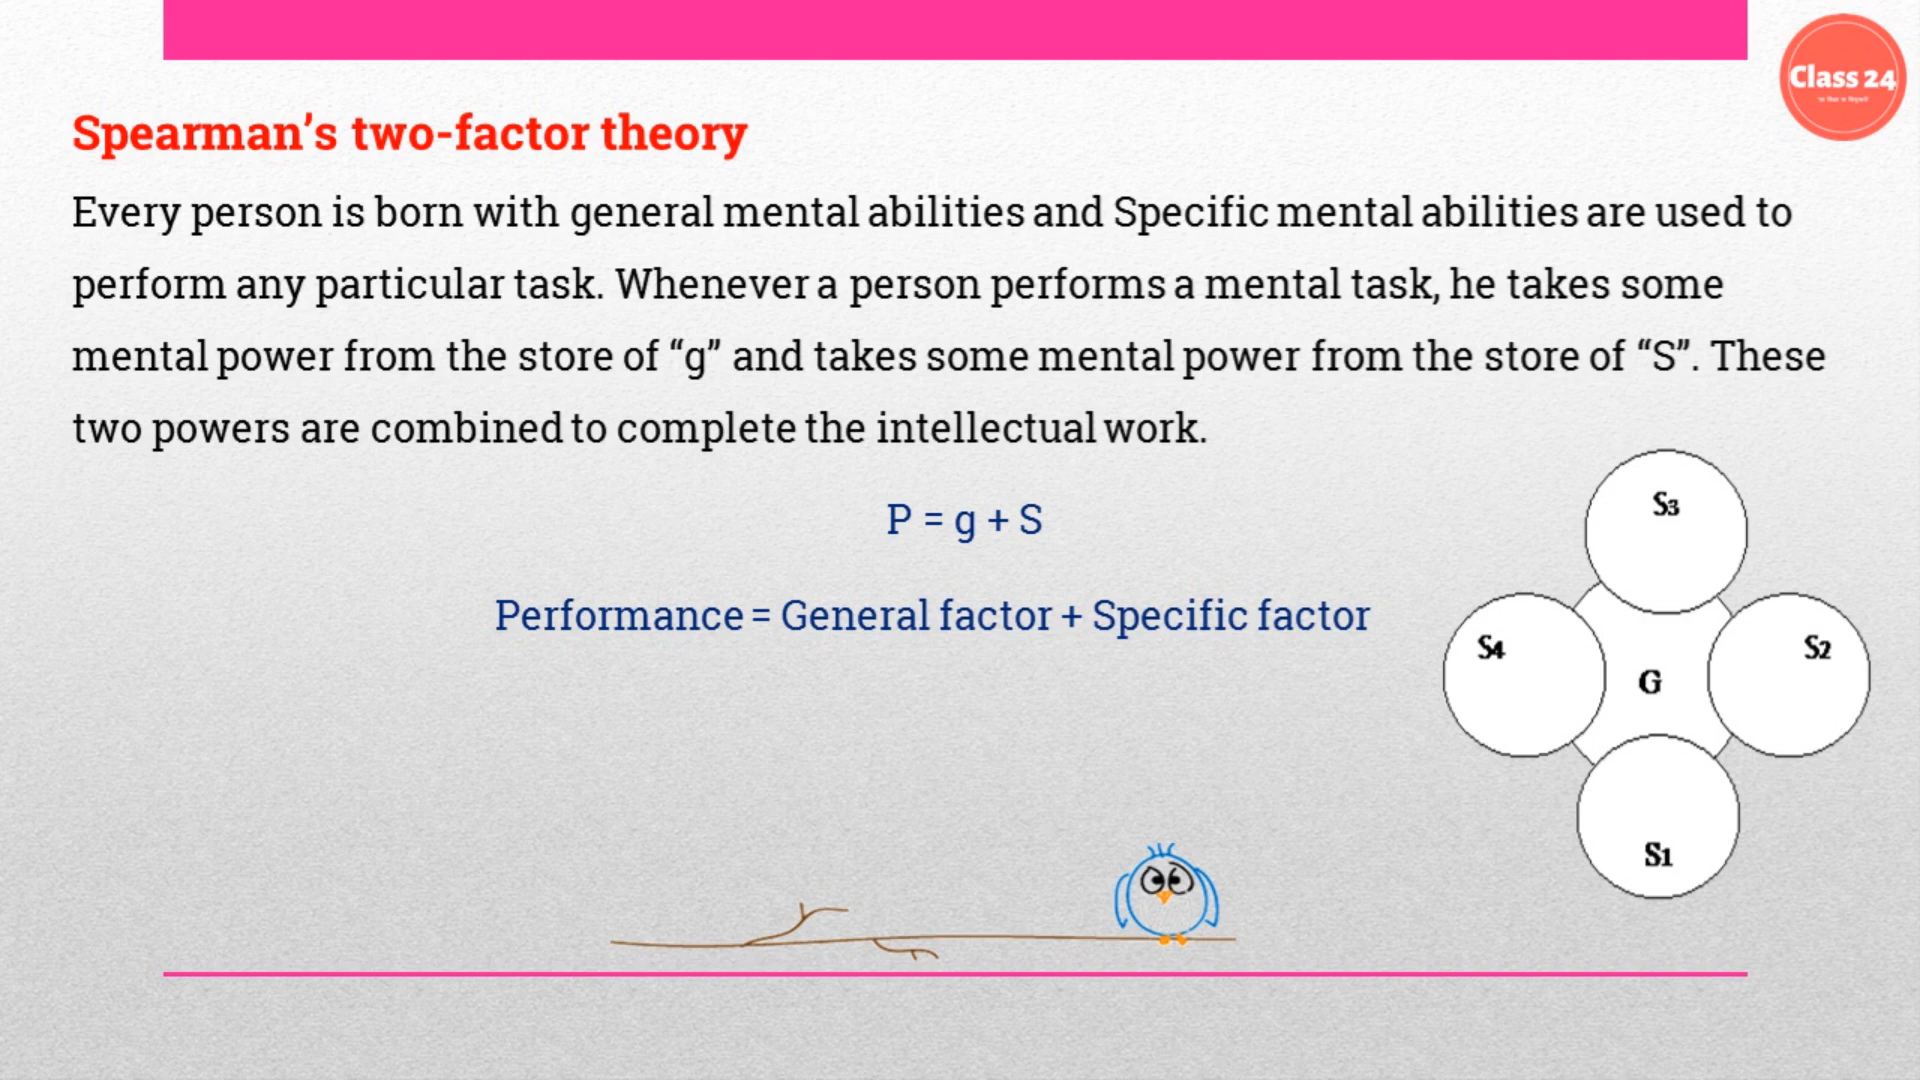 Class 24
Spearman’s two-factor theory
Every person is born with general mental abilities and Specific mental abilities are used to
perform any particular task. Whenever a person performs a mental task, he takes some
mental power from the store of “g” and takes some mental power from the store of “S”. These
two powers are combined to complete the intellectual work.
P = g + S
Performance = General factor + Specific factor
S3
S4
S2
G
S1